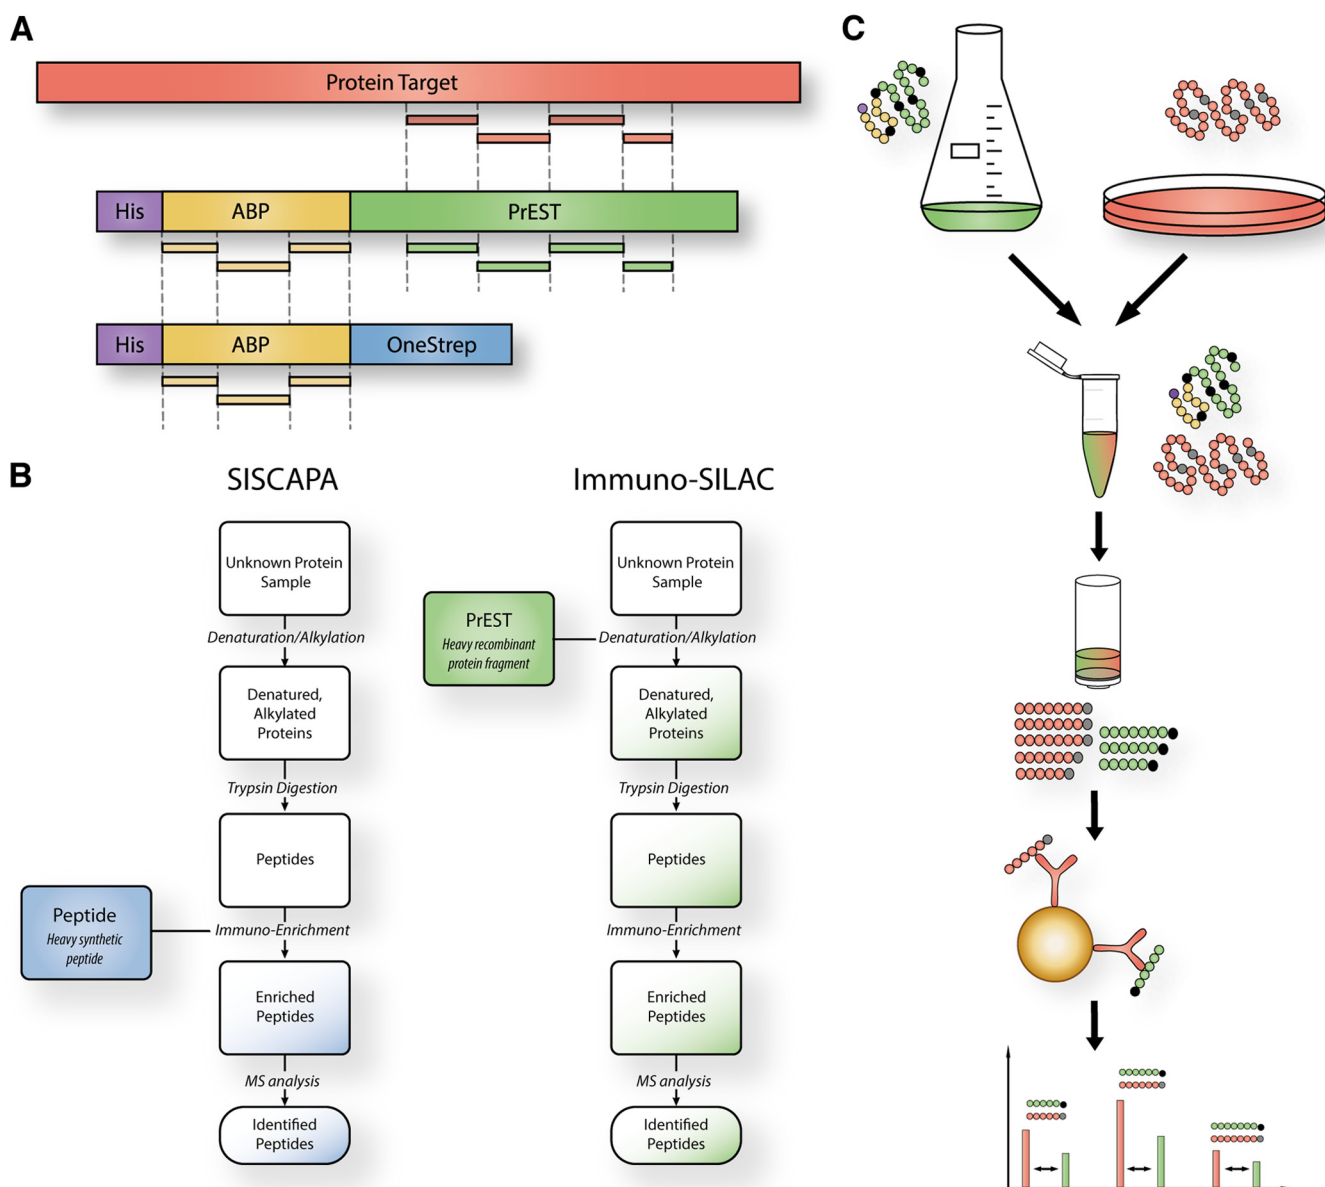 A
Protein Target
His
ABP
PrEST
His
ABP
OneStrep
B
SISCAPA
Unknown Protein
Sample
Denaturation/Alkylation
Denatured,
Alkylated
Proteins
Trypsin Digestion
Peptides
Peptide
Heavy synthetic
peptide
Immuno-Enrichment
Enriched
Peptides
MS analysis
Identified
Peptides
Immuno-SILAC
Unknown Protein
Sample
PrEST
Heavy recombinant
protein fragment
Denaturation/Alkylation
Denatured,
Alkylated
Proteins
Trypsin Digestion
Peptides
Immuno-Enrichment
Enriched
Peptides
MS analysis
Identified
Peptides
C